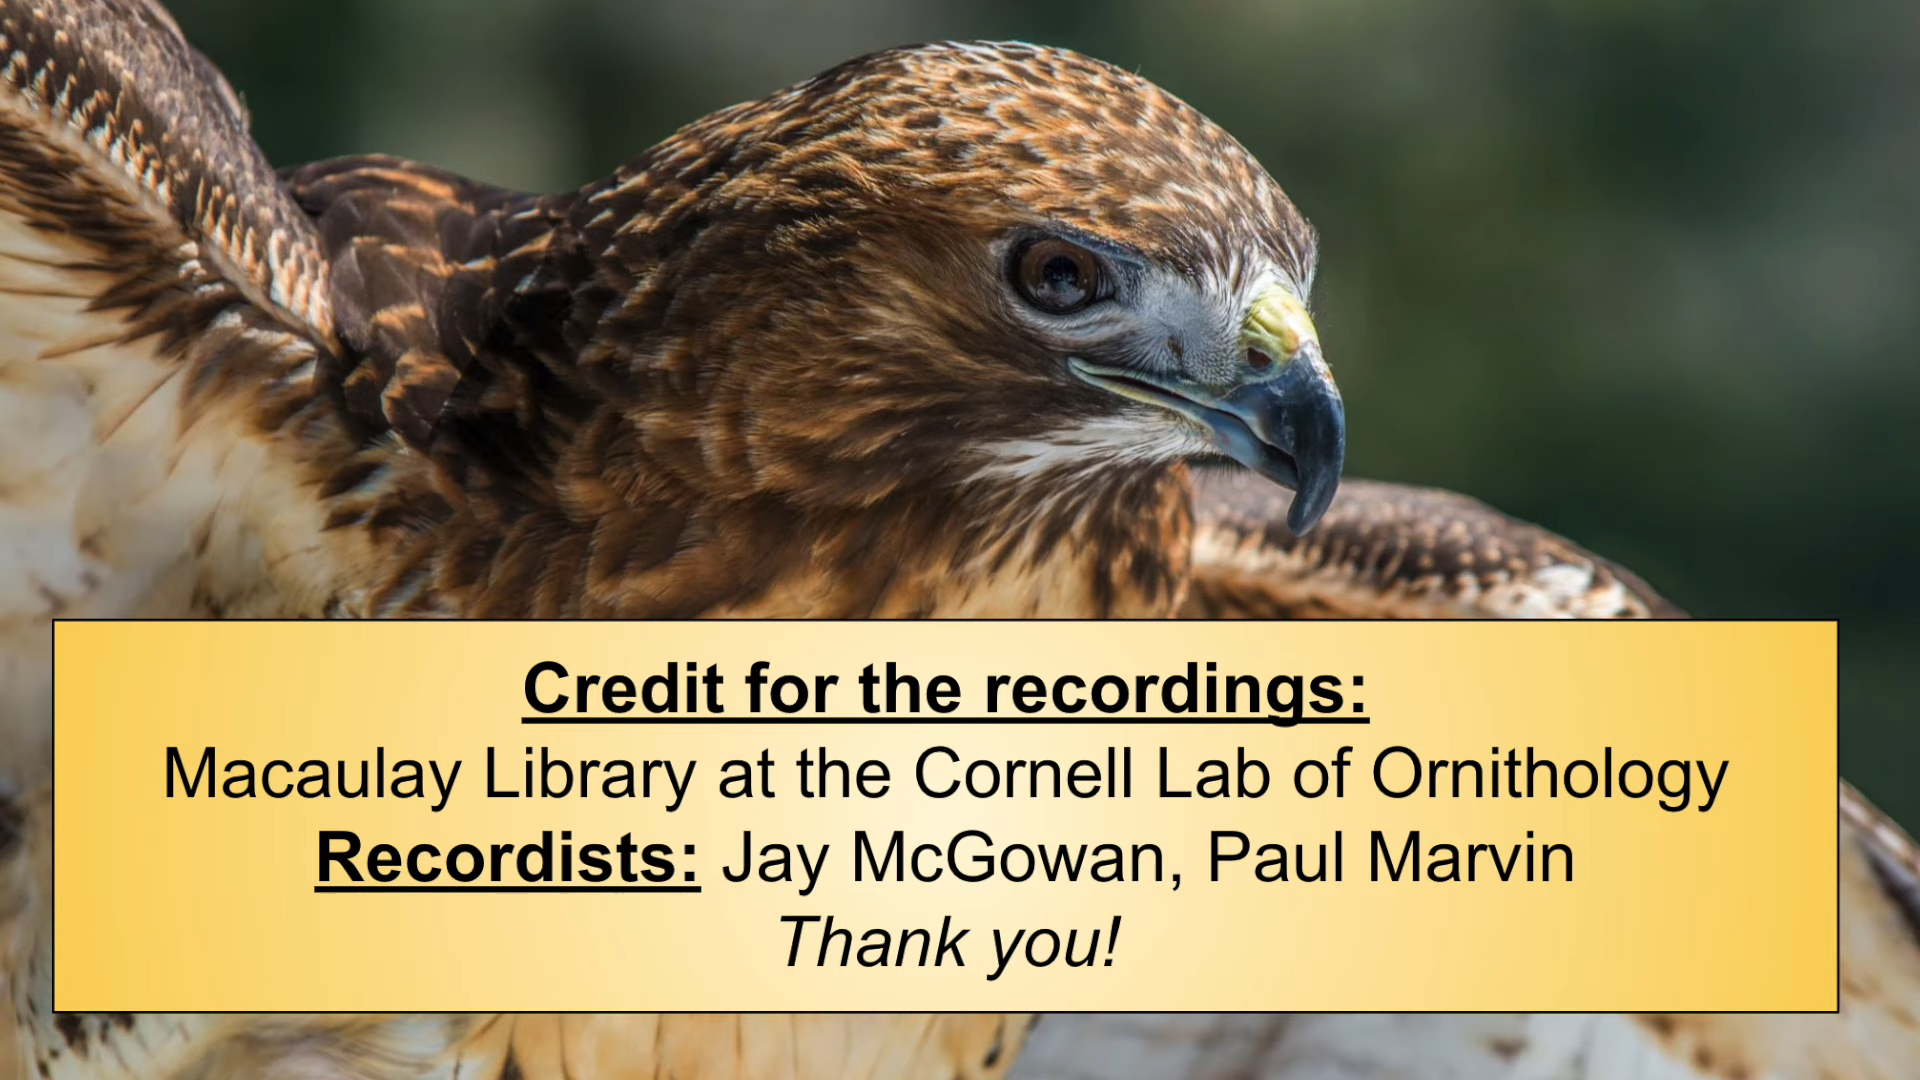 Credit for the recordings:
Macaulay Library at the Cornell Lab of Ornithology
Recordists: Jay McGowan, Paul Marvin
Thank you!